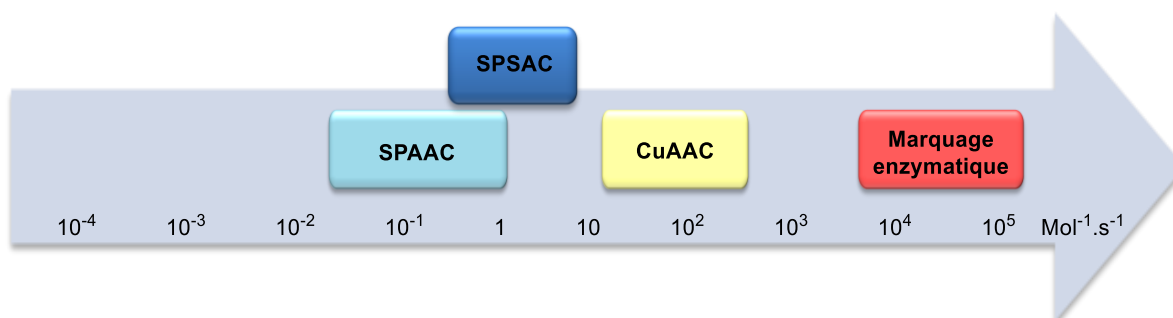 SPSAC
SPAAC
CuAAC
Marquage
enzymatique
10⁻⁴ 10⁻³ 10⁻² 10⁻¹ 1 10 10² 10³ 10⁴ 10⁵ Mol⁻¹.s⁻¹